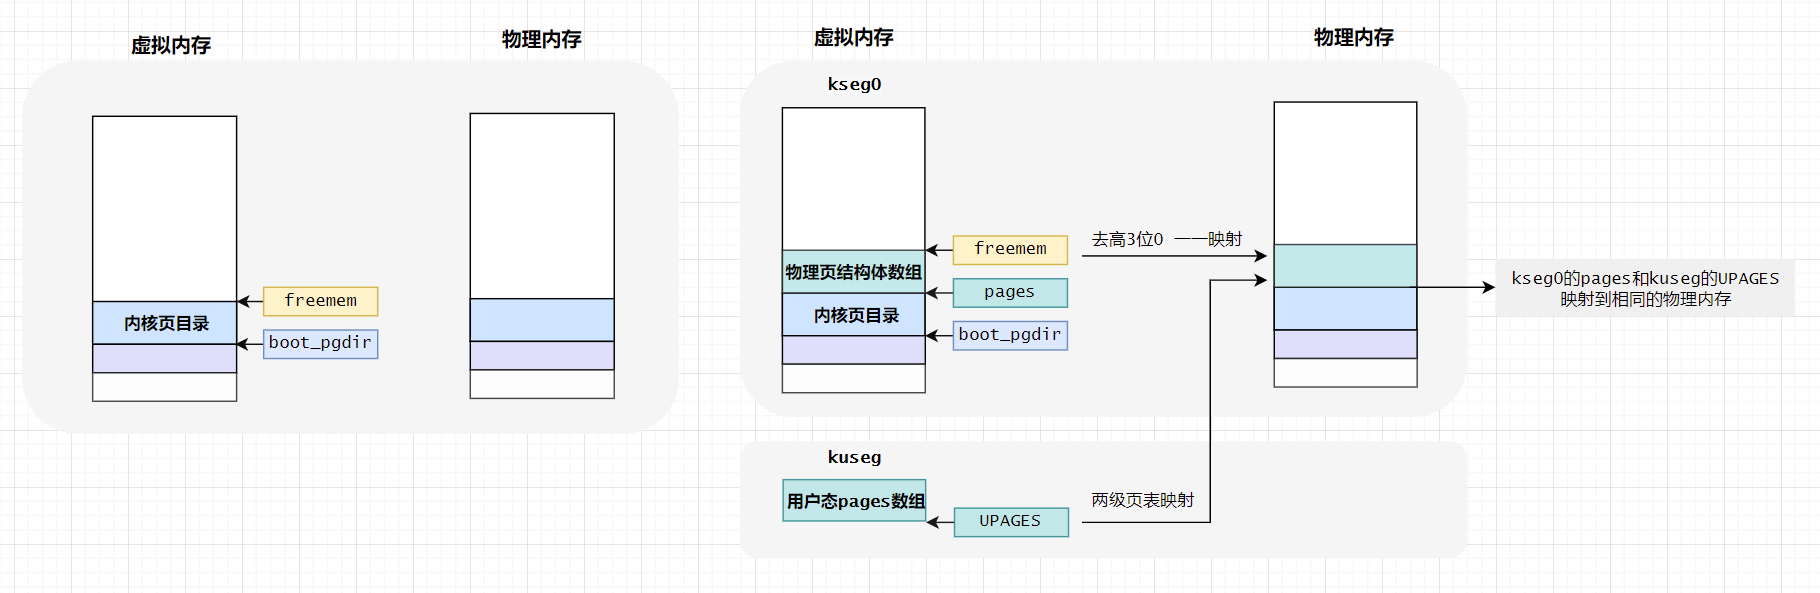 虚拟内存
物理内存
freemem
内核页目录
boot_pgdir
虚拟内存
物理内存
kseg0
freemem
去高3位0 一一映射
物理页结构体数组
pages
内核页目录
boot_pgdir
kseg0的pages和kuseg的UPAGES
映射到相同的物理内存
kuseg
用户态pages数组
UPAGES
两级页表映射